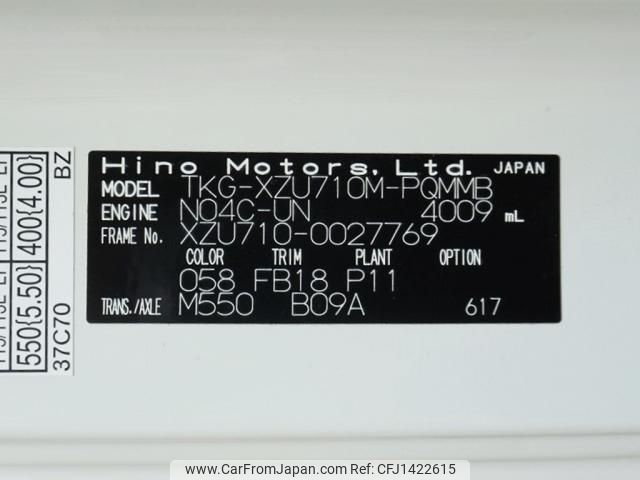 Hino Motors, Ltd. JAPAN
MODEL TKG-XZU710M-PQMMB
ENGINE N04C-UN 4009 mL
FRAME No. XZU710-0027769
COLOR TRIM PLANT OPTION
058 FB18 P11
TRANS./AXLE M550 B09A 617
550{5.50} 400{4.00}
37C70 BZ
www.CarFromJapan.com - CFJ1422615